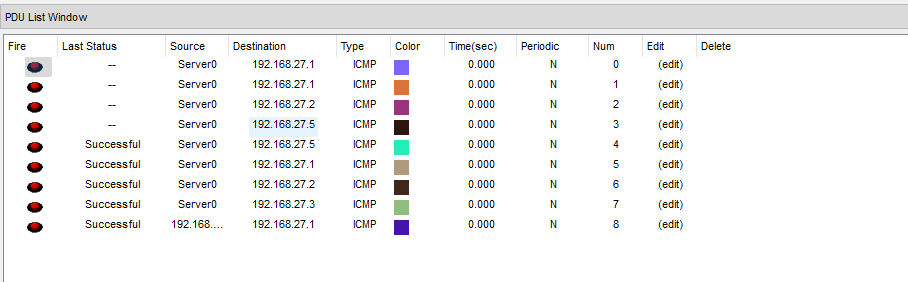 PDU List Window
Fire Last Status Source Destination Type Color Time(sec) Periodic Num Edit Delete
-- Server0 192.168.27.1 ICMP 0.000 N 0 (edit)
-- Server0 192.168.27.1 ICMP 0.000 N 1 (edit)
-- Server0 192.168.27.2 ICMP 0.000 N 2 (edit)
-- Server0 192.168.27.5 ICMP 0.000 N 3 (edit)
Successful Server0 192.168.27.5 ICMP 0.000 N 4 (edit)
Successful Server0 192.168.27.1 ICMP 0.000 N 5 (edit)
Successful Server0 192.168.27.2 ICMP 0.000 N 6 (edit)
Successful Server0 192.168.27.3 ICMP 0.000 N 7 (edit)
Successful 192.168.... 192.168.27.1 ICMP 0.000 N 8 (edit)